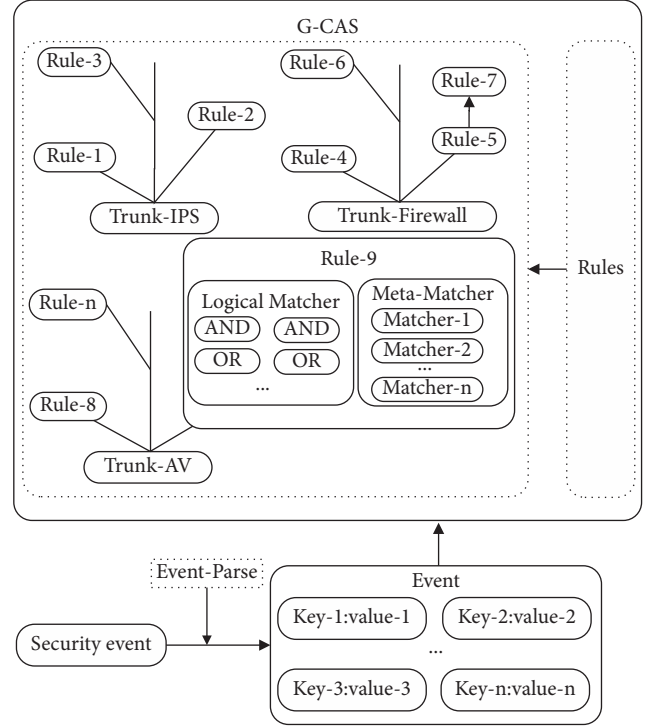 G-CAS
Rule-3
Rule-6
Rule-7
Rule-2
Rule-1
Rule-4
Rule-5
Trunk-IPS
Trunk-Firewall
Rules
Rule-9
Logical Matcher
AND AND
OR OR
...
Meta-Matcher
Matcher-1
Matcher-2
...
Matcher-n
Rule-n
Rule-8
Trunk-AV
Event-Parse
Event
Security event
Key-1:value-1 Key-2:value-2
...
Key-3:value-3 Key-n:value-n